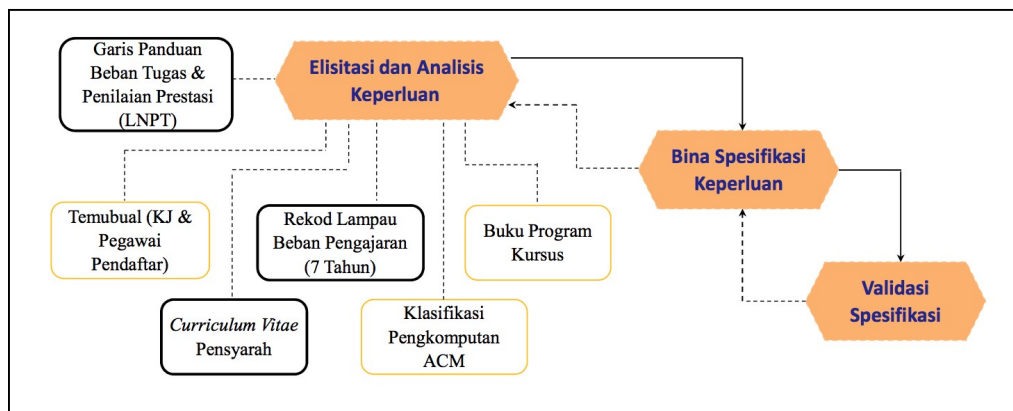 Garis Panduan
Beban Tugas &
Penilaian Prestasi
(LNPT)
Elisitasi dan Analisis
Keperluan
Bina Spesifikasi
Keperluan
Temubual (KJ &
Pegawai
Pendaftar)
Rekod Lampau
Beban Pengajaran
(7 Tahun)
Buku Program
Kursus
Curriculum Vitae
Pensyarah
Klasifikasi
Pengkomputan
ACM
Validasi
Spesifikasi